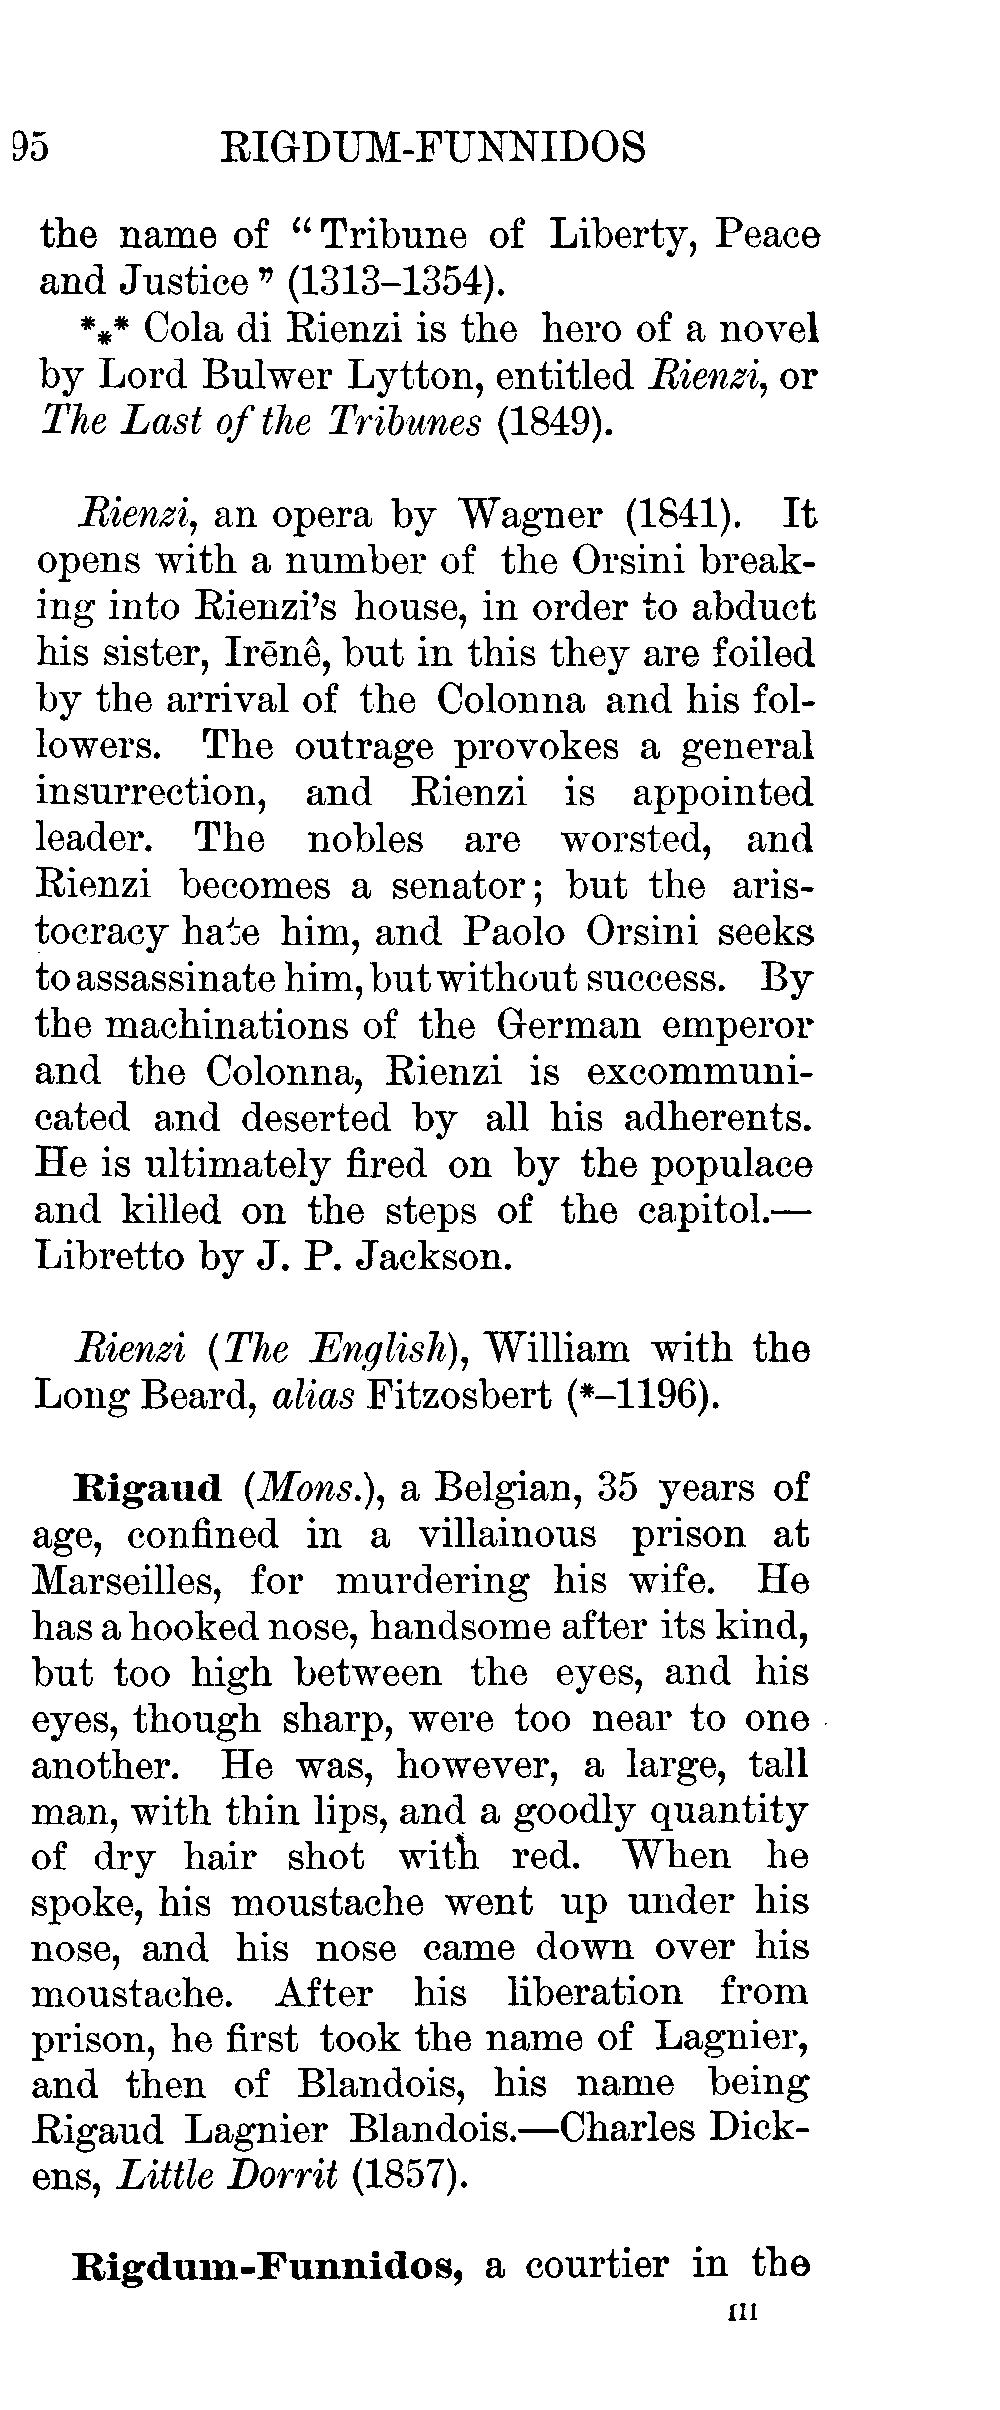 95 RIGDUM-FUNNIDOS
the name of “Tribune of Liberty, Peace
and Justice” (1313–1354).
*⁎* Cola di Rienzi is the hero of a novel
by Lord Bulwer Lytton, entitled Rienzi, or
The Last of the Tribunes (1849).
Rienzi, an opera by Wagner (1841). It
opens with a number of the Orsini break-
ing into Rienzi’s house, in order to abduct
his sister, Irēnê, but in this they are foiled
by the arrival of the Colonna and his fol-
lowers. The outrage provokes a general
insurrection, and Rienzi is appointed
leader. The nobles are worsted, and
Rienzi becomes a senator; but the aris-
tocracy hate him, and Paolo Orsini seeks
to assassinate him, but without success. By
the machinations of the German emperor
and the Colonna, Rienzi is excommuni-
cated and deserted by all his adherents.
He is ultimately fired on by the populace
and killed on the steps of the capitol.—
Libretto by J. P. Jackson.
Rienzi (The English), William with the
Long Beard, alias Fitzosbert (*–1196).
Rigaud (Mons.), a Belgian, 35 years of
age, confined in a villainous prison at
Marseilles, for murdering his wife. He
has a hooked nose, handsome after its kind,
but too high between the eyes, and his
eyes, though sharp, were too near to one
another. He was, however, a large, tall
man, with thin lips, and a goodly quantity
of dry hair shot with red. When he
spoke, his moustache went up under his
nose, and his nose came down over his
moustache. After his liberation from
prison, he first took the name of Lagnier,
and then of Blandois, his name being
Rigaud Lagnier Blandois.—Charles Dick-
ens, Little Dorrit (1857).
Rigdum-Funnidos, a courtier in the
III